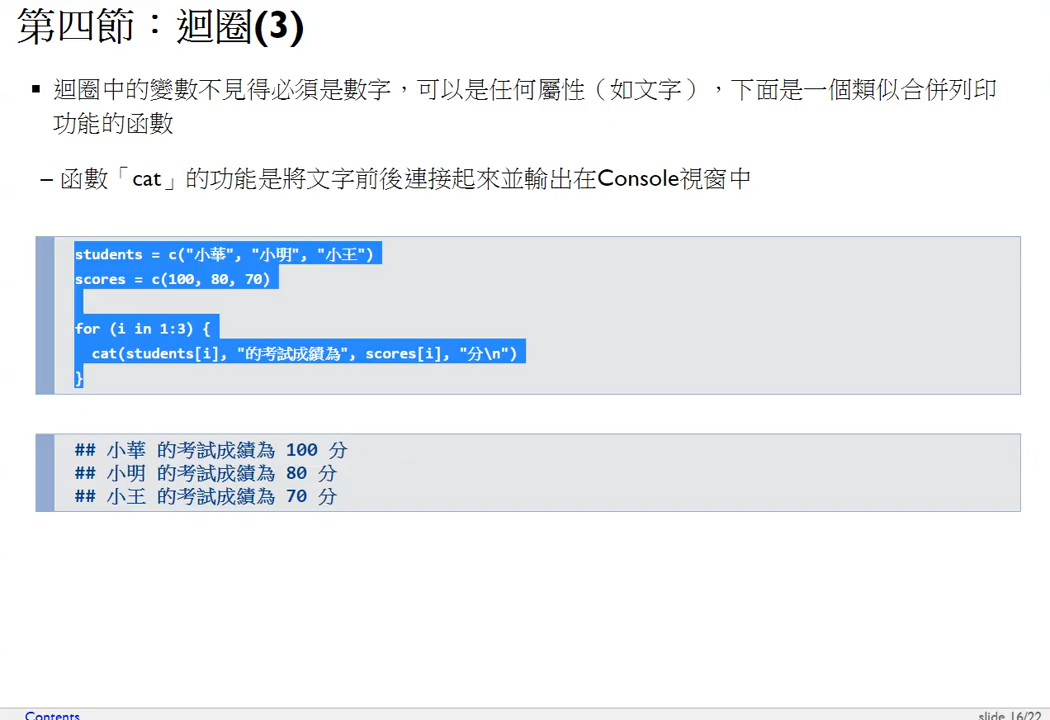 第四節：迴圈(3)
▪ 迴圈中的變數不見得必須是數字，可以是任何屬性（如文字），下面是一個類似合併列印
功能的函數
– 函數「cat」的功能是將文字前後連接起來並輸出在Console視窗中
students = c("小華", "小明", "小王")
scores = c(100, 80, 70)
for (i in 1:3) {
  cat(students[i], "的考試成績為", scores[i], "分\n")
}
## 小華 的考試成績為 100 分
## 小明 的考試成績為 80 分
## 小王 的考試成績為 70 分
Contents
slide 16/22